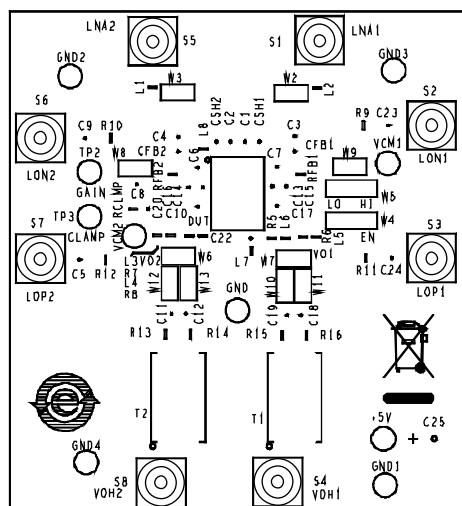 LNA2
S5
S1
LNA1
GND2
GND3
L1
W3
W2
L2
S6
S2
C9
R10
C4
L8
CSH2
C2
C1
CSH1
C3
R9
C23
CFB2
CFB1
VCM1
TP2
W8
C6
C7
W9
LON2
RFB2
RFB1
LON1
GAIN
C8
RCLMP
C20
C10
C13
C15
LO
HI
W5
S7
TP3
CLAMP
VCM2
DUT
C22
R5
L6
C17
W4
S3
R6
L5
EN
C5
R12
L3
VO2
W6
L7
W7
VO1
R11
C24
LOP2
R7
L4
R8
W12
W13
W10
W11
LOP1
GND
C11
C12
C19
C18
R13
R14
R15
R16
T2
T1
+5V
C25
GND4
S8
VOH2
S4
VOH1
GND1